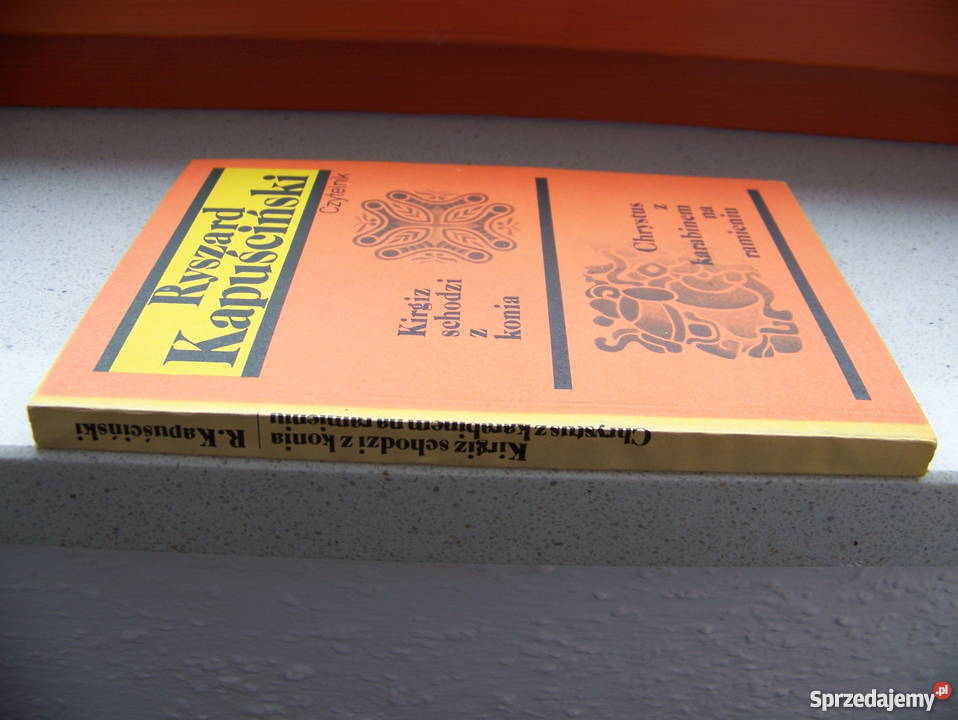 Ryszard
Kapuściński
Czytelnik
Kirgiz
schodzi
z
konia
Chrystus
z
karabinem
na
ramieniu
R. Kapuściński
Kirgiz schodzi z konia
Chrystus z karabinem na ramieniu
Sprzedajemy.pl